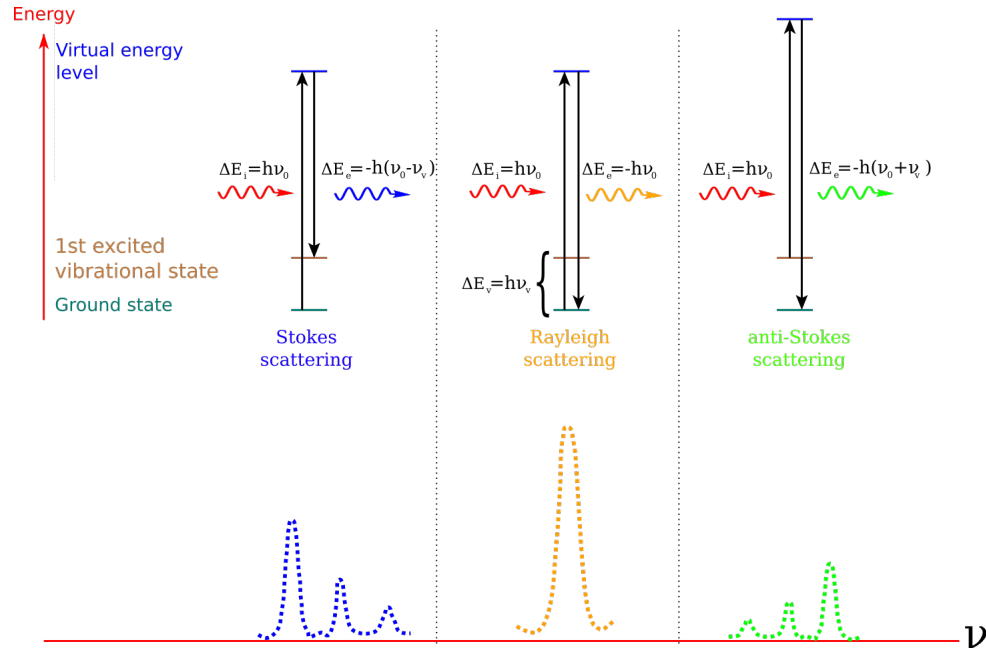 Energy
Virtual energy
level
ΔEᵢ=hν₀
ΔEₑ=-h(ν₀-νᵥ)
ΔEᵢ=hν₀
ΔEₑ=-hν₀
ΔEᵢ=hν₀
ΔEₑ=-h(ν₀+νᵥ)
1st excited
vibrational state
ΔEᵥ=hνᵥ
Ground state
Stokes
scattering
Rayleigh
scattering
anti-Stokes
scattering
ν